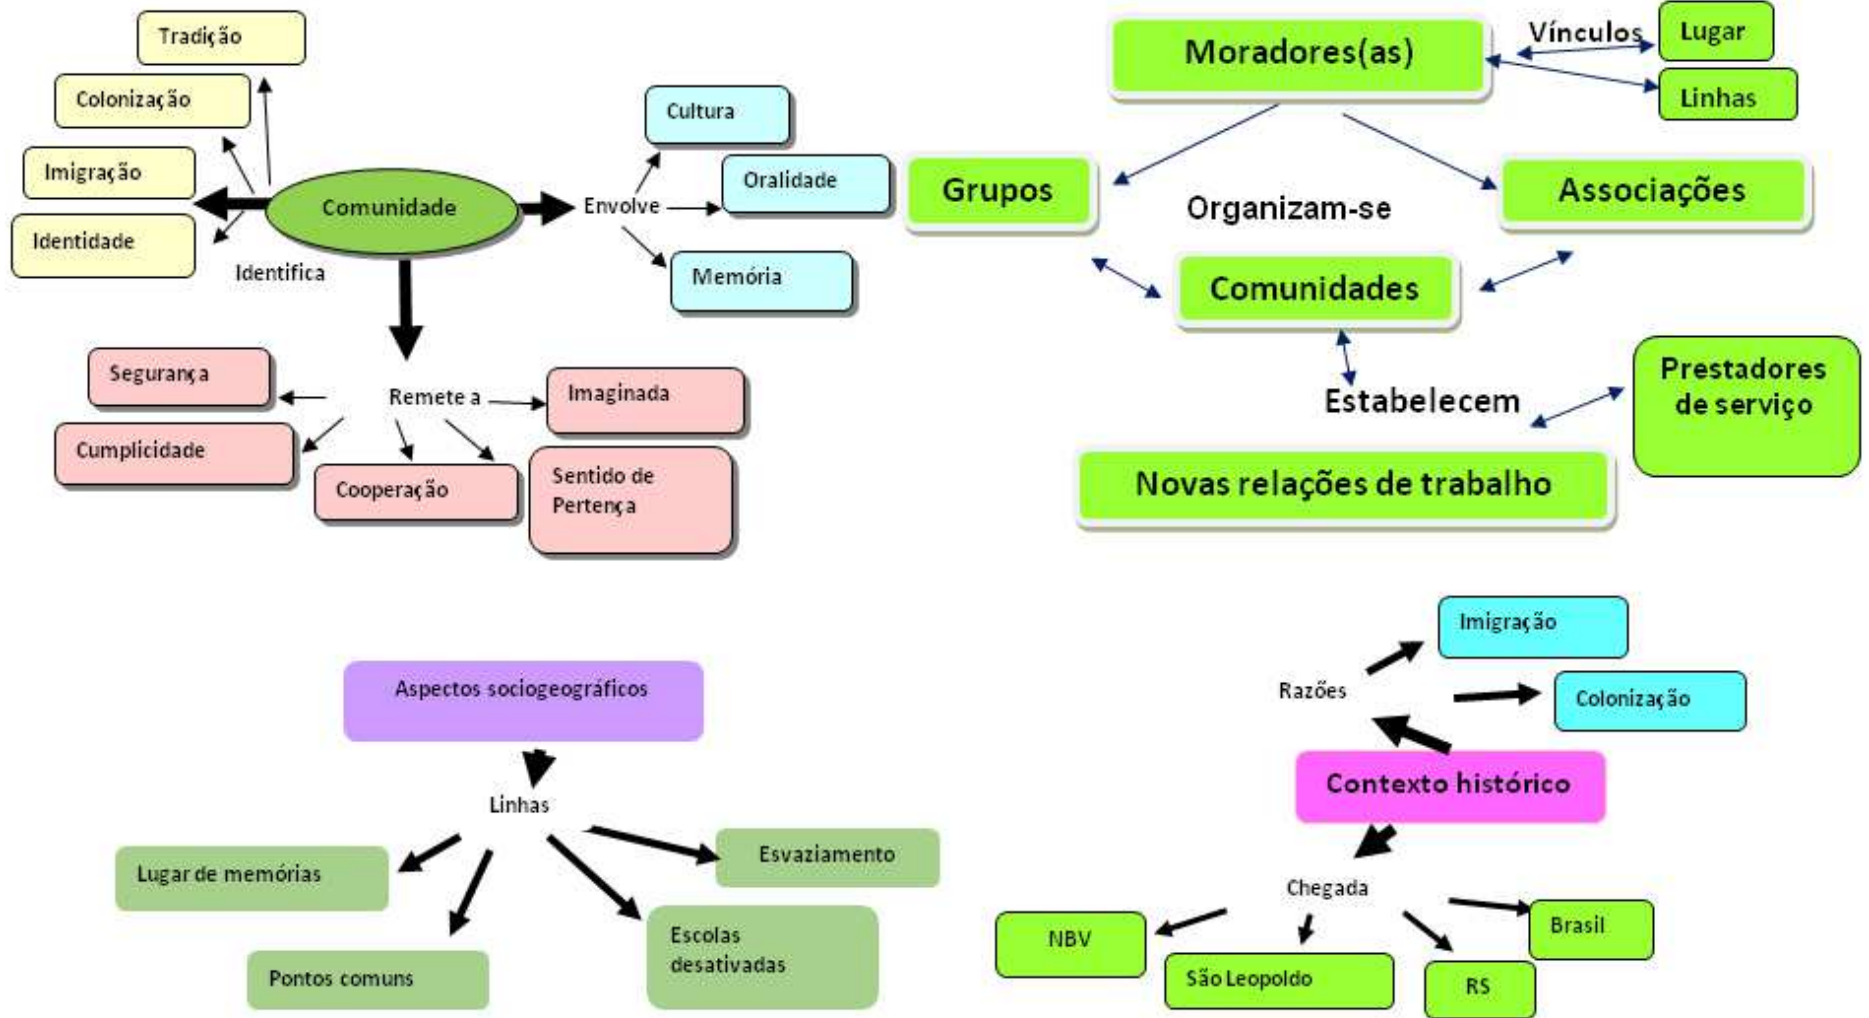 Tradição
Colonização
Imigração
Identidade
Comunidade
Identifica
Envolve
Cultura
Oralidade
Memória
Remete a
Segurança
Cumplicidade
Cooperação
Imaginada
Sentido de
Pertença
Moradores(as)
Vínculos
Lugar
Linhas
Grupos
Organizam-se
Associações
Comunidades
Estabelecem
Prestadores
de serviço
Novas relações de trabalho
Aspectos sociogeográficos
Linhas
Lugar de memórias
Pontos comuns
Escolas
desativadas
Esvaziamento
Imigração
Razões
Colonização
Contexto histórico
Chegada
NBV
São Leopoldo
RS
Brasil